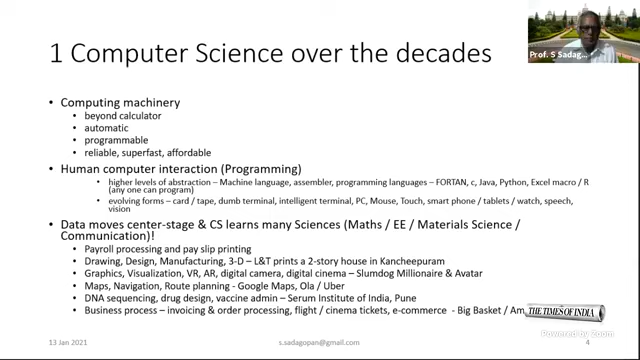 1 Computer Science over the decades
Prof. S Sadag...
• Computing machinery
• beyond calculator
• automatic
• programmable
• reliable, superfast, affordable
• Human computer interaction (Programming)
• higher levels of abstraction – Machine language, assembler, programming languages – FORTAN, c, Java, Python, Excel macro / R
(any one can program)
• evolving forms – card / tape, dumb terminal, intelligent terminal, PC, Mouse, Touch, smart phone / tablets / watch, speech,
vision
• Data moves center-stage & CS learns many Sciences (Maths / EE / Materials Science /
Communication)!
• Payroll processing and pay slip printing
• Drawing, Design, Manufacturing, 3-D – L&T prints a 2-story house in Kancheepuram
• Graphics, Visualization, VR, AR, digital camera, digital cinema – Slumdog Millionaire & Avatar
• Maps, Navigation, Route planning - Google Maps, Ola / Uber
• DNA sequencing, drug design, vaccine admin – Serum Institute of India, Pune
• Business process – invoicing & order processing, flight / cinema tickets, e-commerce - Big Basket /
THE TIMES OF INDIA
Powered by Zoom
13 Jan 2021
s.sadagopan@gmail.com
4